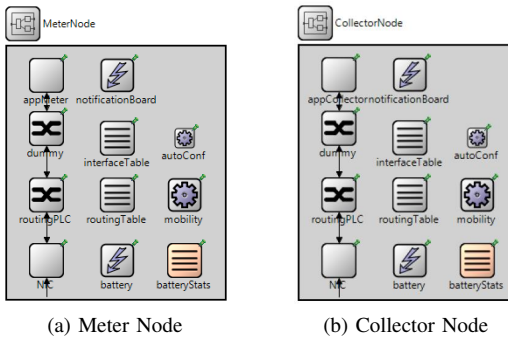 MeterNode
appMeter notificationBoard
dummy interfaceTable autoConf
routingPLC routingTable mobility
NIC battery batteryStats
(a) Meter Node
CollectorNode
appCollector notificationBoard
dummy interfaceTable autoConf
routingPLC routingTable mobility
NIC battery batteryStats
(b) Collector Node